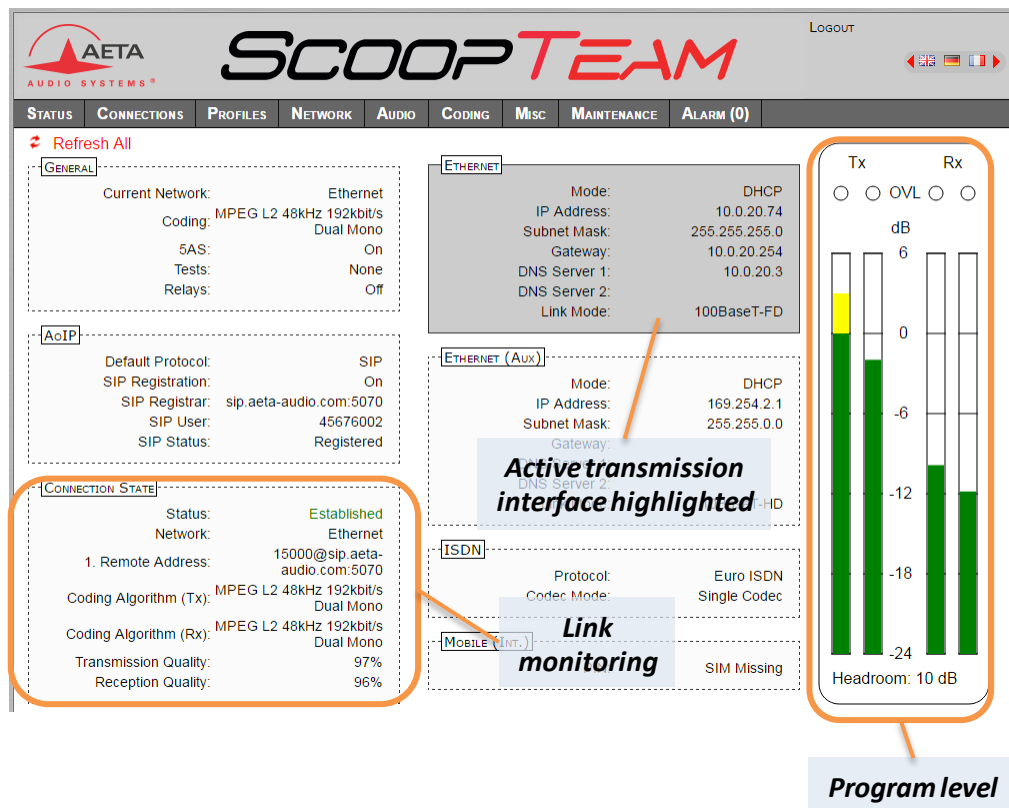 LOGOUT
AETA
AUDIO SYSTEMS ®
SCOOPTEAM
STATUS CONNECTIONS PROFILES NETWORK AUDIO CODING MISC MAINTENANCE ALARM (0)
Refresh All
GENERAL
Current Network: Ethernet
Coding: MPEG L2 48kHz 192kbit/s
Dual Mono
5AS: On
Tests: None
Relays: Off
AOIP
Default Protocol: SIP
SIP Registration: On
SIP Registrar: sip.aeta-audio.com:5070
SIP User: 45676002
SIP Status: Registered
CONNECTION STATE
Status: Established
Network: Ethernet
1. Remote Address: 15000@sip.aeta-
audio.com:5070
Coding Algorithm (Tx): MPEG L2 48kHz 192kbit/s
Dual Mono
Coding Algorithm (Rx): MPEG L2 48kHz 192kbit/s
Dual Mono
Transmission Quality: 97%
Reception Quality: 96%
ETHERNET
Mode: DHCP
IP Address: 10.0.20.74
Subnet Mask: 255.255.255.0
Gateway: 10.0.20.254
DNS Server 1: 10.0.20.3
DNS Server 2:
Link Mode: 100BaseT-FD
ETHERNET (AUX)
Mode: DHCP
IP Address: 169.254.2.1
Subnet Mask: 255.255.0.0
Gateway:
DNS Server 1:
DNS Server 2:
T-HD
Active transmission
interface highlighted
ISDN
Protocol: Euro ISDN
Codec Mode: Single Codec
MOBILE (INT.)
SIM Missing
Link
monitoring
Tx Rx
OVL
dB
6
0
-6
-12
-18
-24
Headroom: 10 dB
Program level